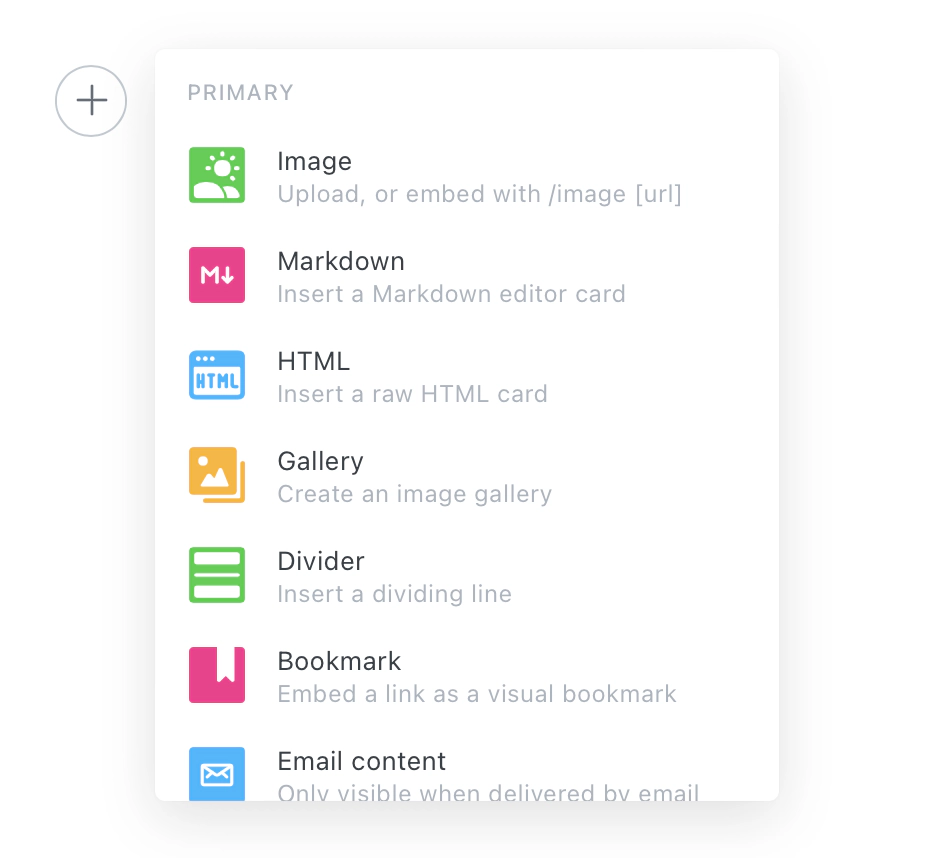 PRIMARY
Image
Upload, or embed with /image [url]
M
Markdown
Insert a Markdown editor card
HTML
HTML
Insert a raw HTML card
Gallery
Create an image gallery
Divider
Insert a dividing line
Bookmark
Embed a link as a visual bookmark
Email content
Only visible when delivered by email